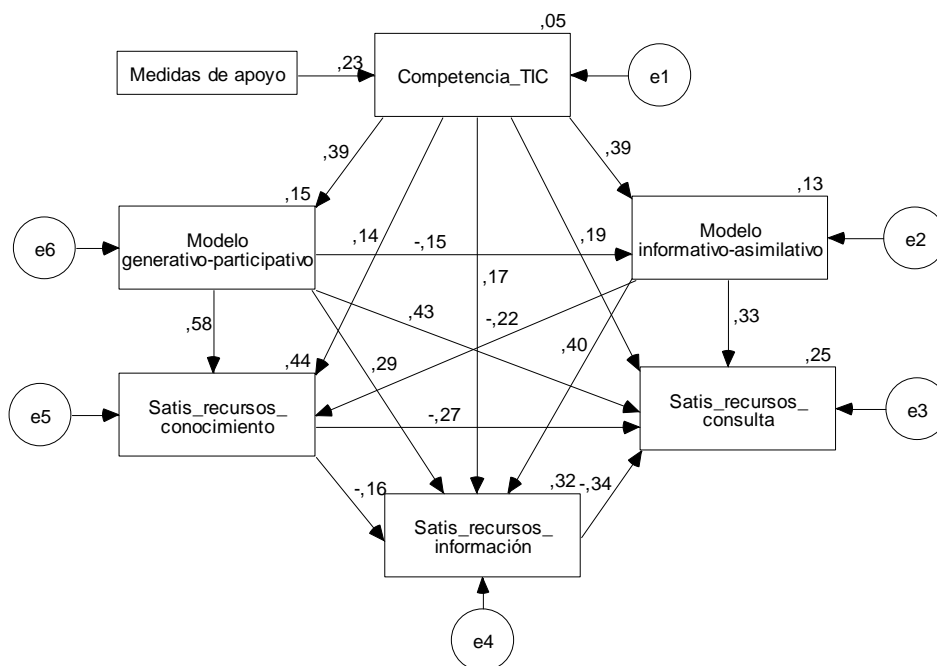 ,05
Medidas de apoyo
,23
Competencia_TIC
e1
,39
,39
,15
,13
e6
Modelo
generativo-participativo
,14
-,15
,19
Modelo
informativo-asimilativo
e2
,17
,58
,43
-,22
,33
,44
,29
,40
,25
e5
Satis_recursos_
conocimiento
-,27
Satis_recursos_
consulta
e3
-,16
,32
-,34
Satis_recursos_
información
e4